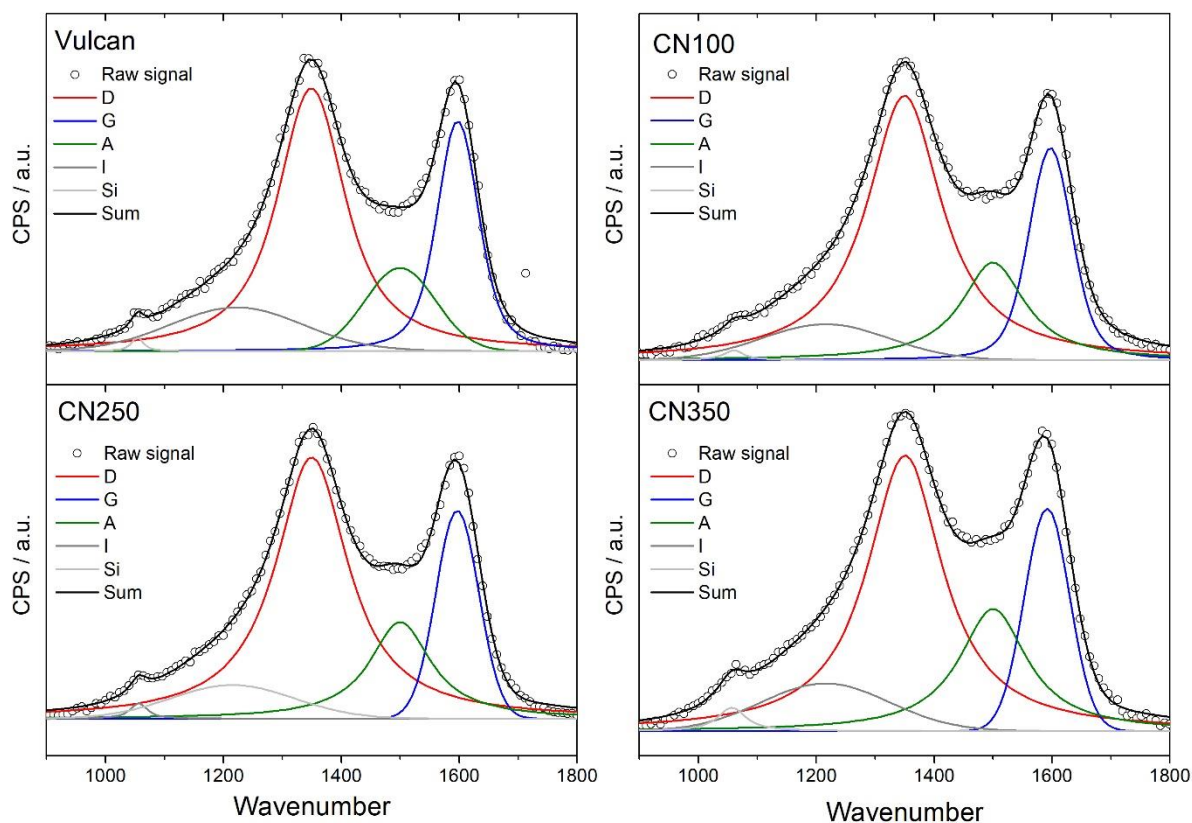 Vulcan
Raw signal
D
G
A
I
Si
Sum
CPS / a.u.
CN100
Raw signal
D
G
A
I
Si
Sum
CPS / a.u.
CN250
Raw signal
D
G
A
I
Si
Sum
CPS / a.u.
1000 1200 1400 1600 1800
Wavenumber
CN350
Raw signal
D
G
A
I
Si
Sum
CPS / a.u.
1000 1200 1400 1600 1800
Wavenumber